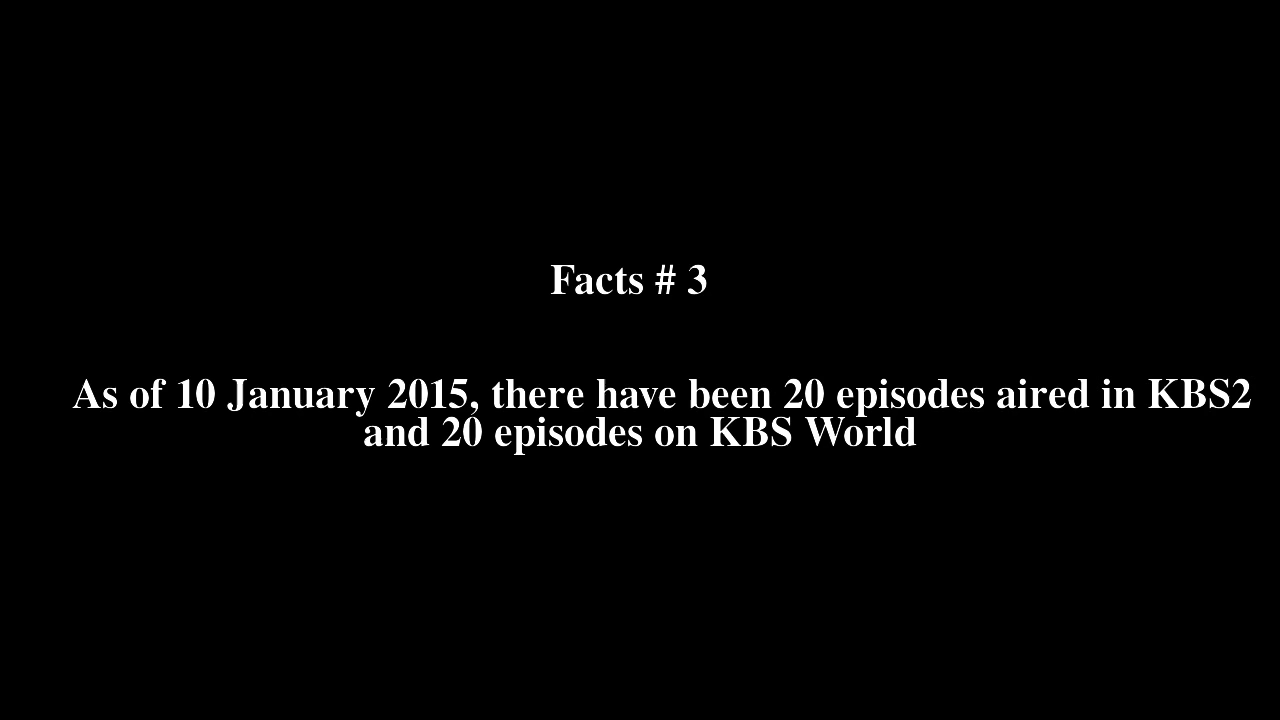 Facts # 3
As of 10 January 2015, there have been 20 episodes aired in KBS2
and 20 episodes on KBS World